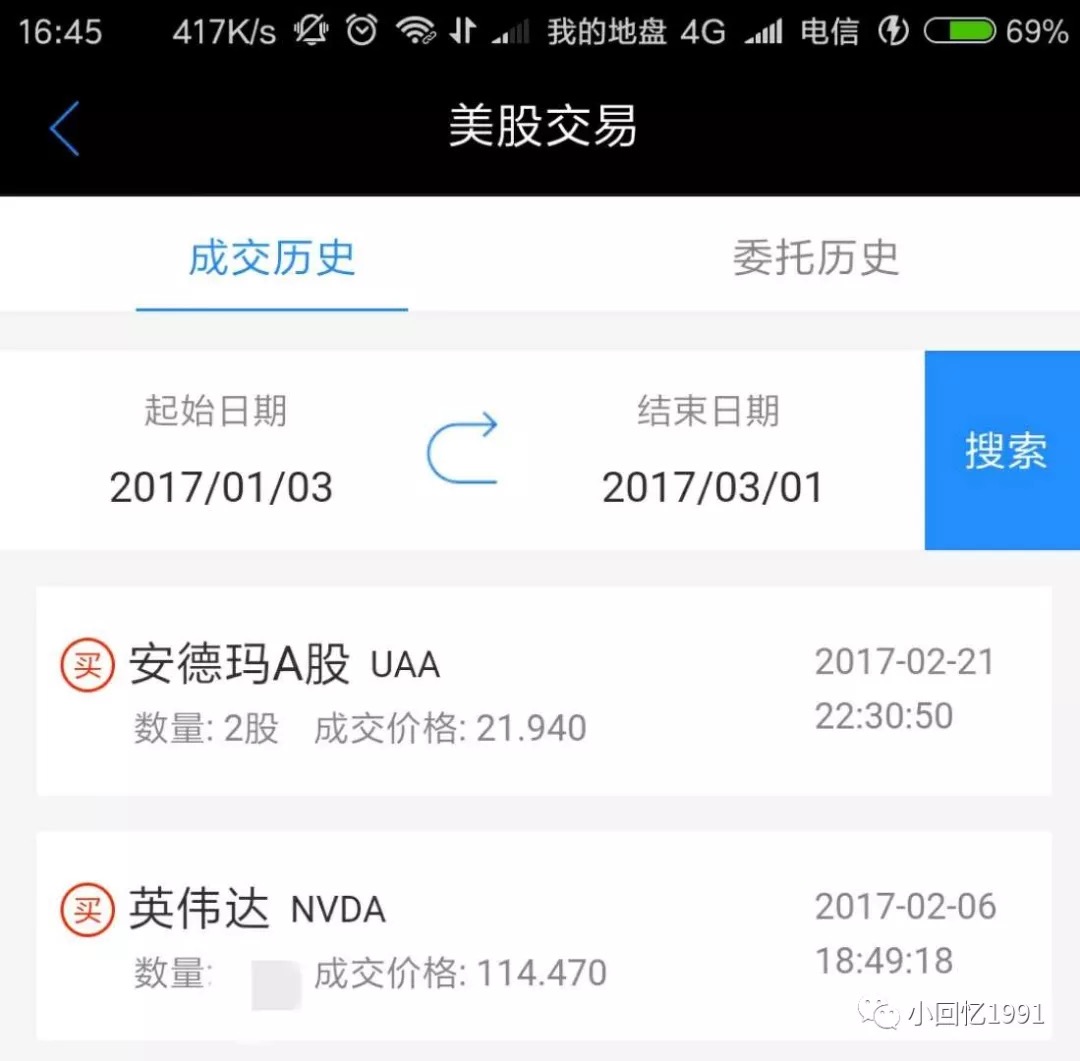 16:45 417K/s 我的地盘 4G 电信 69%
美股交易
成交历史 委托历史
起始日期 结束日期
2017/01/03 2017/03/01
搜索
买 安德玛A股 UAA 2017-02-21
数量: 2股 成交价格: 21.940 22:30:50
买 英伟达 NVDA 2017-02-06
数量: 成交价格: 114.470 18:49:18
小回忆1991